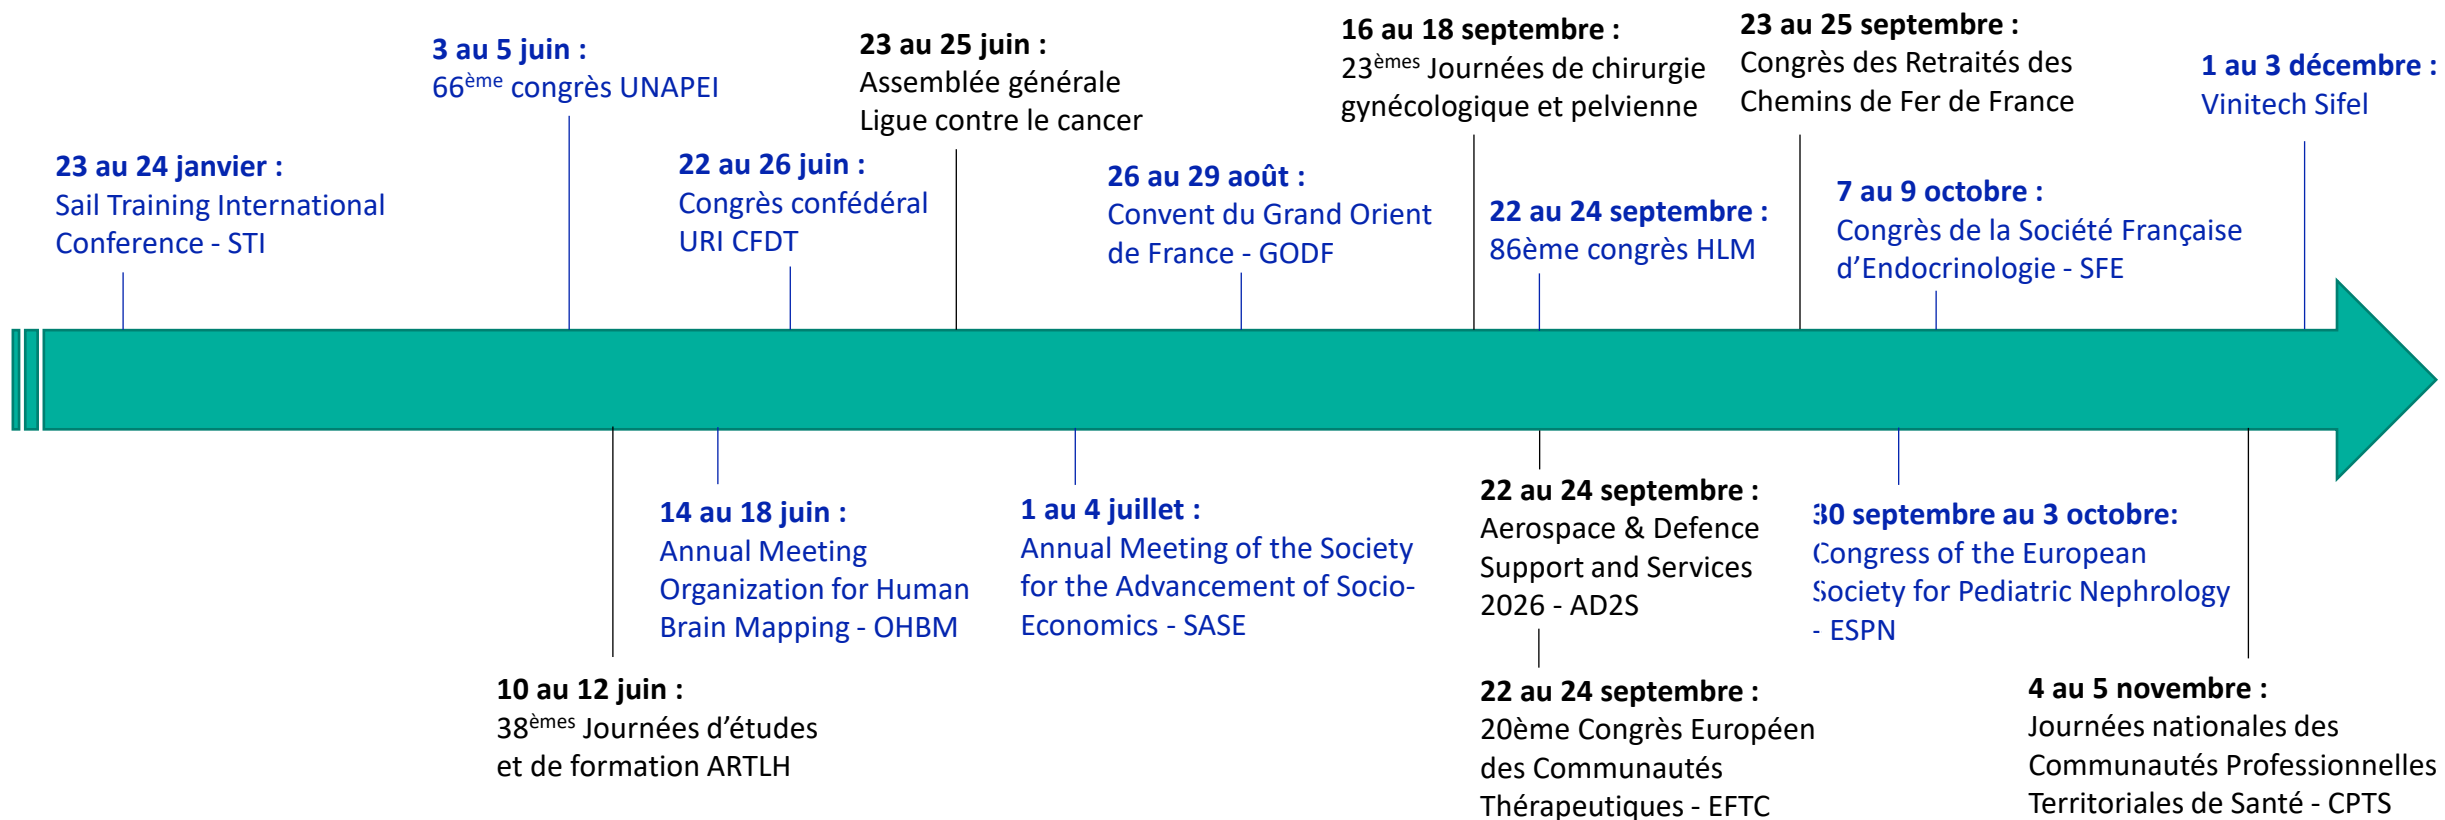 23 au 24 janvier :
Sail Training International
Conference - STI
3 au 5 juin :
66ème congrès UNAPEI
22 au 26 juin :
Congrès confédéral
URI CFDT
23 au 25 juin :
Assemblée générale
Ligue contre le cancer
26 au 29 août :
Convent du Grand Orient
de France - GODF
16 au 18 septembre :
23èmes Journées de chirurgie
gynécologique et pelvienne
22 au 24 septembre :
86ème congrès HLM
23 au 25 septembre :
Congrès des Retraités des
Chemins de Fer de France
7 au 9 octobre :
Congrès de la Société Française
d’Endocrinologie - SFE
1 au 3 décembre :
Vinitech Sifel
10 au 12 juin :
38èmes Journées d’études
et de formation ARTLH
14 au 18 juin :
Annual Meeting
Organization for Human
Brain Mapping - OHBM
1 au 4 juillet :
Annual Meeting of the Society
for the Advancement of Socio-
Economics - SASE
22 au 24 septembre :
Aerospace & Defence
Support and Services
2026 - AD2S
22 au 24 septembre :
20ème Congrès Européen
des Communautés
Thérapeutiques - EFTC
30 septembre au 3 octobre:
Congress of the European
Society for Pediatric Nephrology
- ESPN
4 au 5 novembre :
Journées nationales des
Communautés Professionnelles
Territoriales de Santé - CPTS